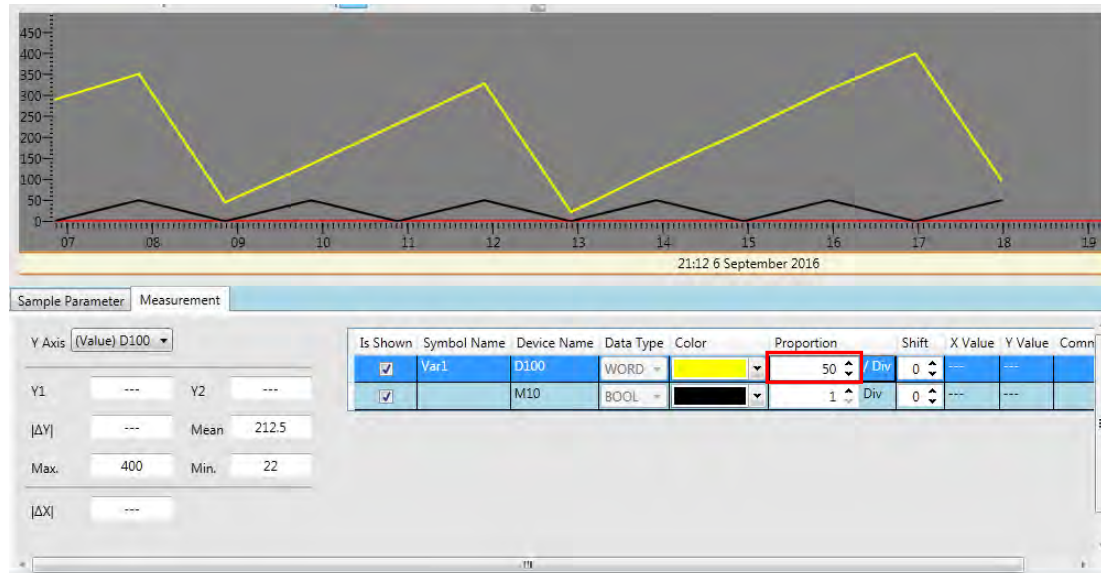 450
400
350
300
250
200
150
100
50
0
07 08 09 10 11 12 13 14 15 16 17 18 19
21:12 6 September 2016
Sample Parameter Measurement
Y Axis (Value) D100
Is Shown Symbol Name Device Name Data Type Color Proportion Shift X Value Y Value Comn
Var1 D100 WORD 50 / Div 0 --- ---
M10 BOOL 1 Div 0 --- ---
Y1 --- Y2 ---
|ΔY| --- Mean 212.5
Max. 400 Min. 22
|ΔX| ---